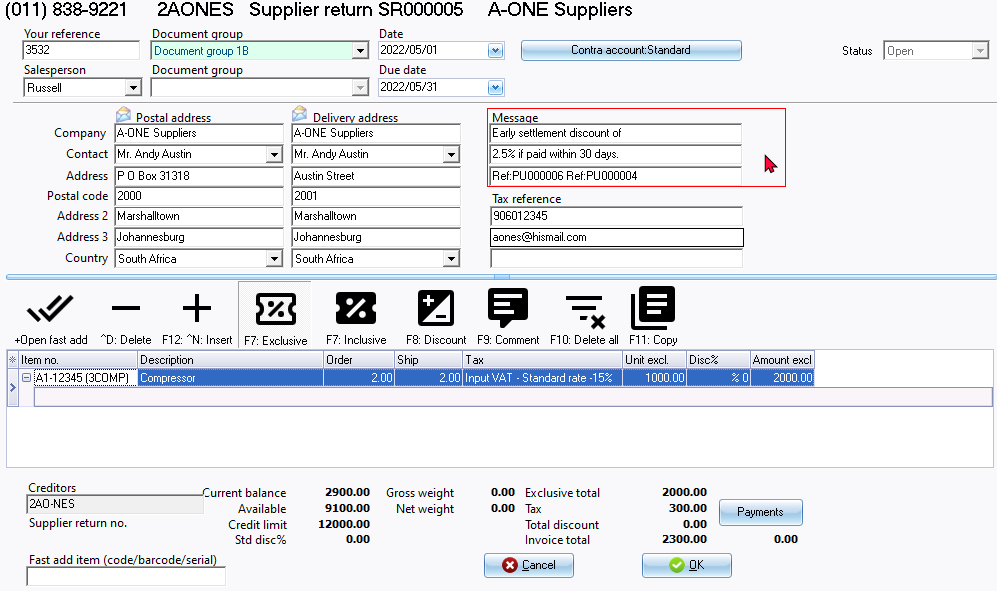 (011) 838-9221 2AONES Supplier return SR000005 A-ONE Suppliers
Your reference Document group Date
3532 Document group 1B 2022/05/01 Contra account:Standard Status Open
Salesperson Document group Due date
Russell 2022/05/31
Postal address Delivery address Message
Company A-ONE Suppliers A-ONE Suppliers Early settlement discount of
Contact Mr. Andy Austin Mr. Andy Austin 2.5% if paid within 30 days.
Address P O Box 31318 Austin Street Ref:PU000006 Ref:PU000004
Postal code 2000 2001 Tax reference
Address 2 Marshalltown Marshalltown 906012345
Address 3 Johannesburg Johannesburg aones@hismail.com
Country South Africa South Africa
+Open fast add ^D: Delete F12: ^N: Insert F7: Exclusive F7: Inclusive F8: Discount F9: Comment F10: Delete all F11: Copy
Item no. Description Order Ship Tax Unit excl. Disc% Amount excl
A1-12345 (3COMP) Compressor 2.00 2.00 Input VAT - Standard rate -15% 1000.00 % 0 2000.00
Creditors Current balance 2900.00 Gross weight 0.00 Exclusive total 2000.00
2AO-NES Available 9100.00 Net weight 0.00 Tax 300.00 Payments
Supplier return no. Credit limit 12000.00 Total discount 0.00
Std disc% 0.00 Invoice total 2300.00 0.00
Fast add item (code/barcode/serial) Cancel OK